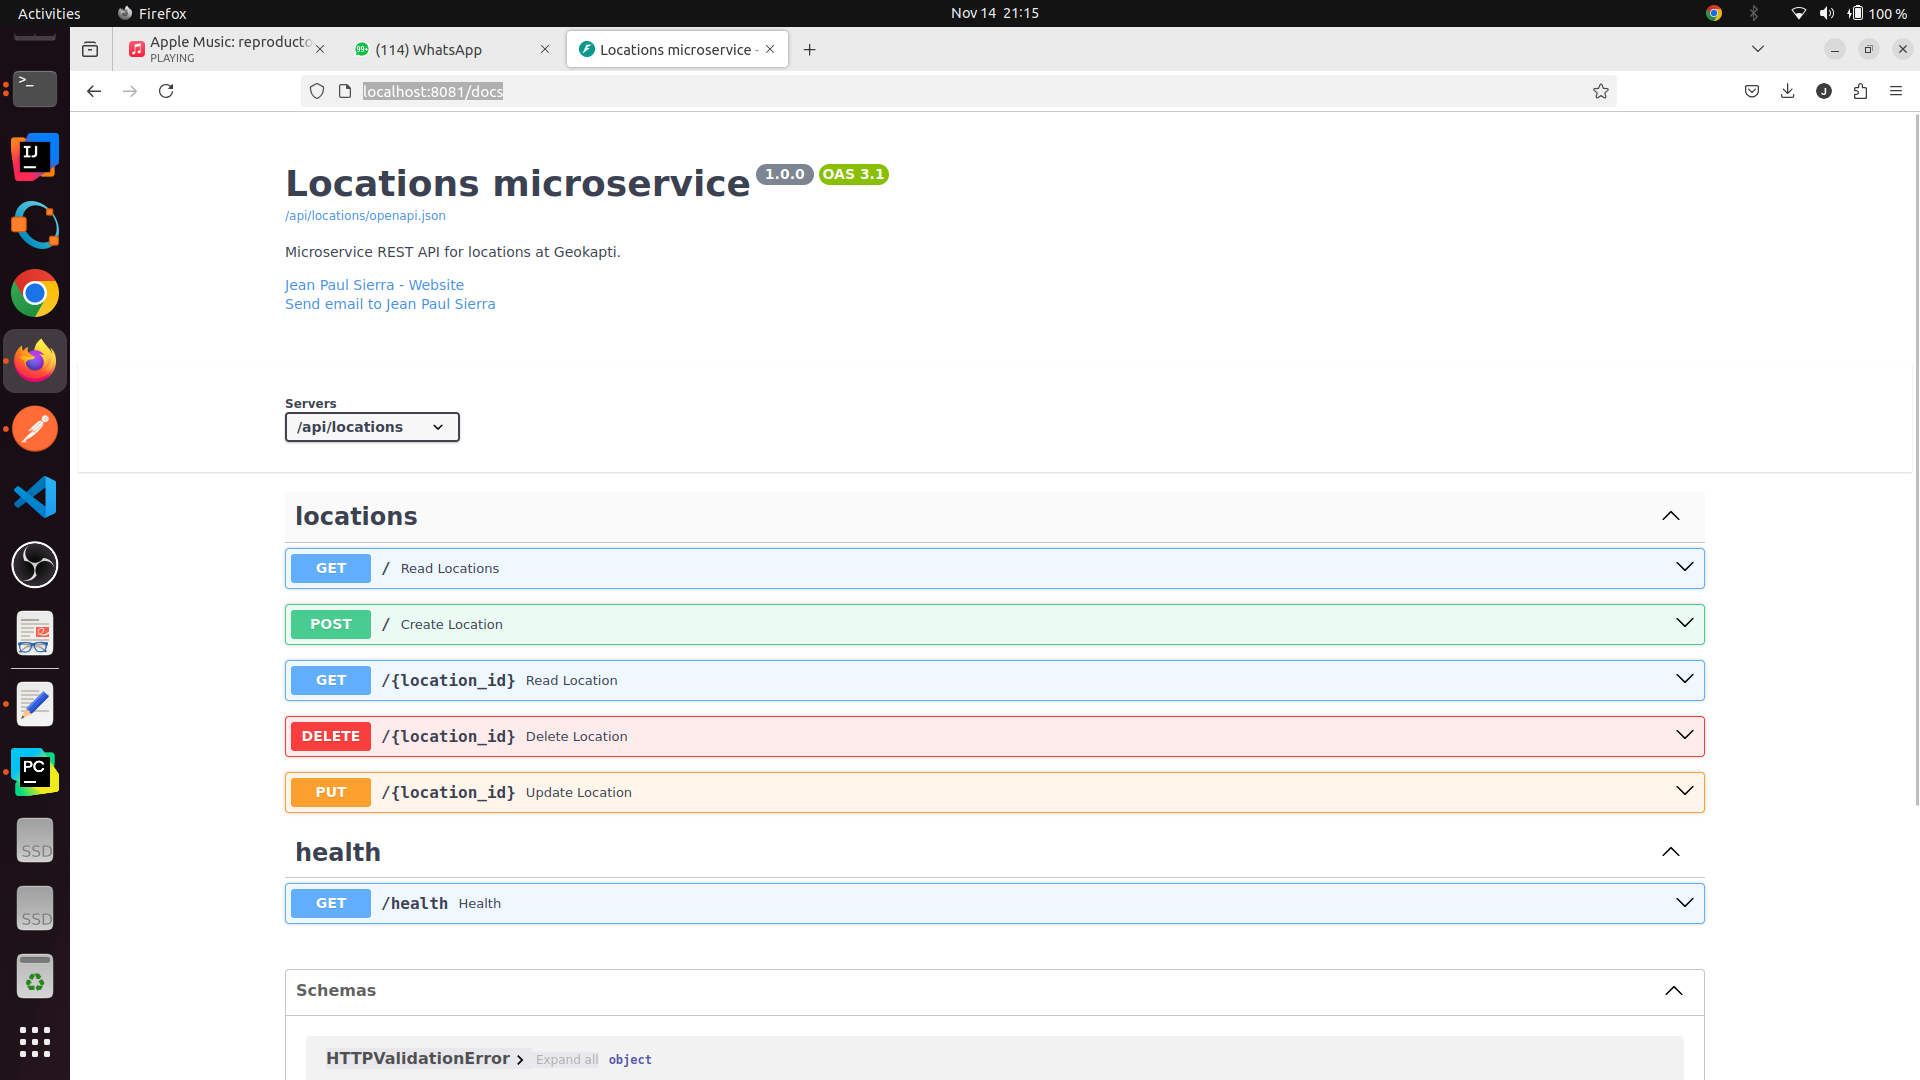 Activities
Firefox
Nov 14 21:15
100 %
Apple Music: reproducto
PLAYING
(114) WhatsApp
Locations microservice -
localhost:8081/docs
Locations microservice 1.0.0 OAS 3.1
/api/locations/openapi.json
Microservice REST API for locations at Geokapti.
Jean Paul Sierra - Website
Send email to Jean Paul Sierra
Servers
/api/locations
locations
GET / Read Locations
POST / Create Location
GET /{location_id} Read Location
DELETE /{location_id} Delete Location
PUT /{location_id} Update Location
health
GET /health Health
Schemas
HTTPValidationError Expand all object
>_
IJ
PC
SSD
SSD
J
99+